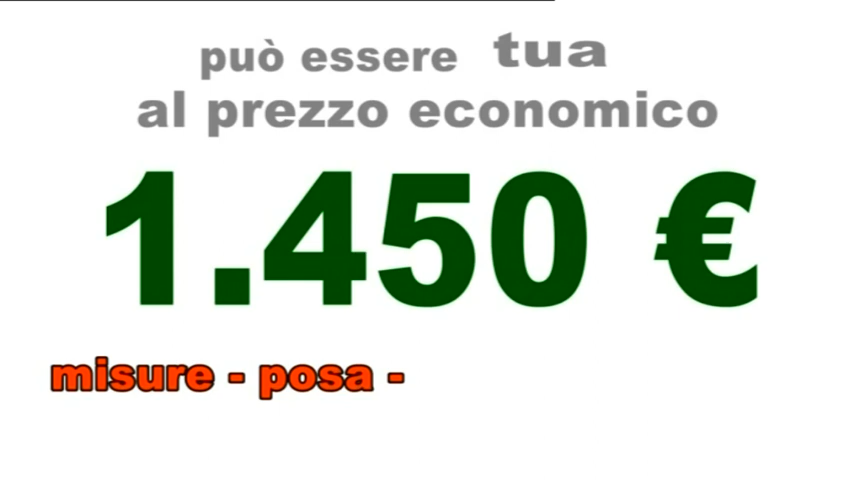 può essere tua
al prezzo economico
1.450 €
misure - posa -